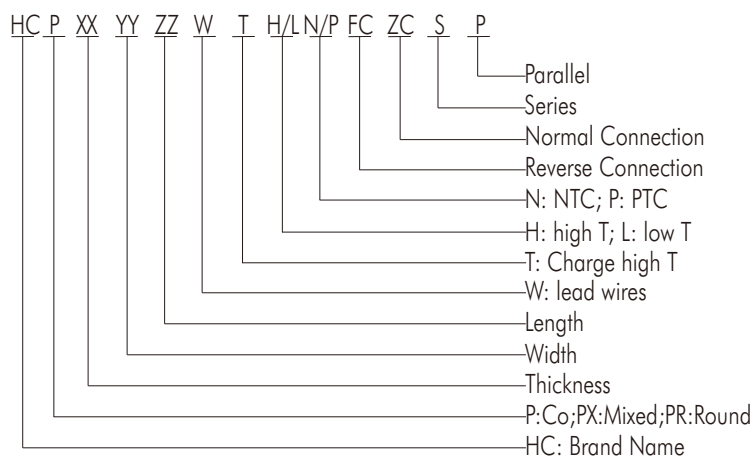 HC P XX YY ZZ W T H/L N/P FC ZC S P
Parallel
Series
Normal Connection
Reverse Connection
N: NTC; P: PTC
H: high T; L: low T
T: Charge high T
W: lead wires
Length
Width
Thickness
P:Co;PX:Mixed;PR:Round
HC: Brand Name